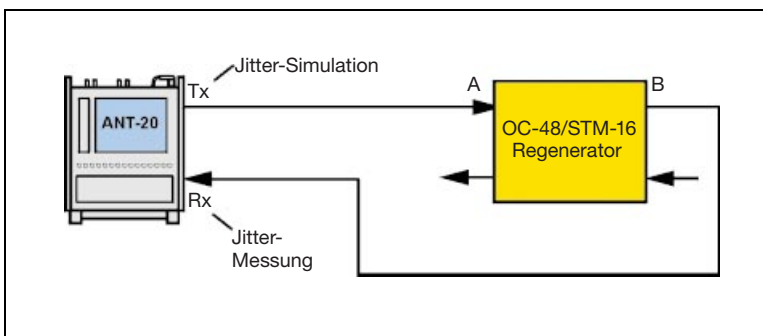 Jitter-Simulation
Tx
A
B
ANT-20
OC-48/STM-16
Regenerator
Rx
Jitter-
Messung